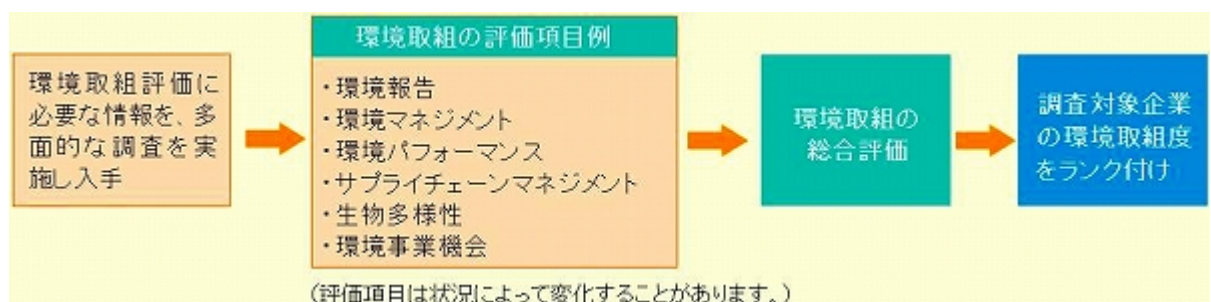 環境取組評価に
必要な情報を、多
面的な調査を実
施し入手
環境取組の評価項目例
・環境報告
・環境マネジメント
・環境パフォーマンス
・サプライチェーンマネジメント
・生物多様性
・環境事業機会
環境取組の
総合評価
調査対象企業
の環境取組度
をランク付け
(評価項目は状況によって変化することがあります。)